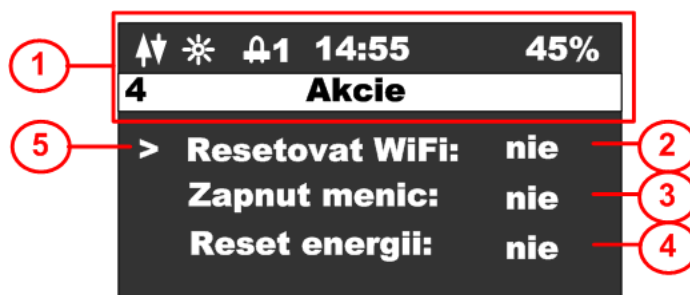 1 14:55 45%
4 Akcie
> Resetovat WiFi: nie
Zapnut menic: nie
Reset energii: nie
1
5
2
3
4